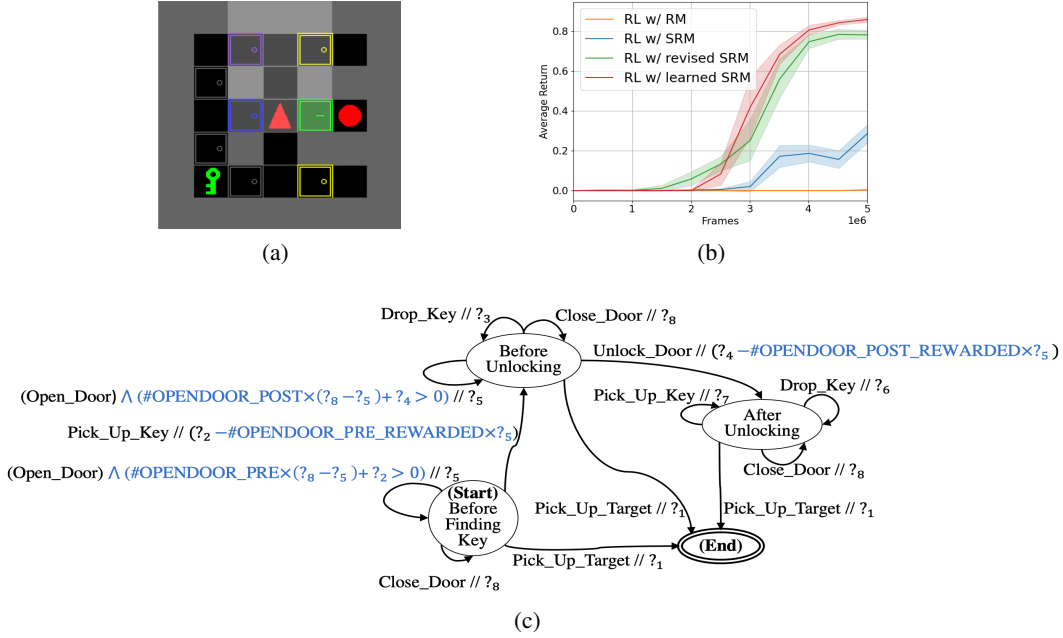 (a)
RL w/ RM
RL w/ SRM
RL w/ revised SRM
RL w/ learned SRM
Average Return
0.8
0.6
0.4
0.2
0.0
0 1 2 3 4 5
Frames 1e6
(b)
Drop_Key // ?₃
Close_Door // ?₈
Before
Unlocking
Unlock_Door // (?₄ −#OPENDOOR_POST_REWARDED×?₅ )
(Open_Door) ∧ (#OPENDOOR_POST×(?₈ −?₅)+ ?₄ > 0) // ?₅
Pick_Up_Key // ?₇
Drop_Key // ?₆
After
Unlocking
Close_Door // ?₈
Pick_Up_Key // (?₂ −#OPENDOOR_PRE_REWARDED×?₅)
(Open_Door) ∧ (#OPENDOOR_PRE×(?₈ −?₅)+ ?₂ > 0) // ?₅
(Start)
Before
Finding
Key
Pick_Up_Target // ?₁
Pick_Up_Target // ?₁
(End)
Pick_Up_Target // ?₁
Close_Door // ?₈
(c)